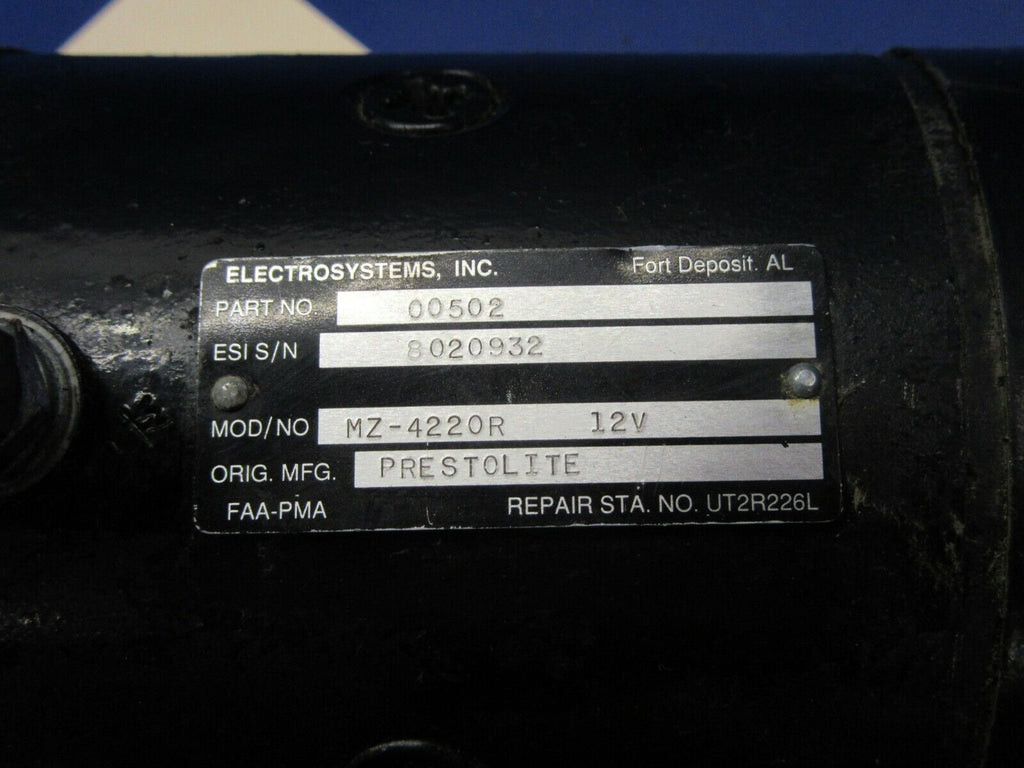 ELECTROSYSTEMS, INC. Fort Deposit. AL
PART NO 00502
ESI S/N 8020932
MOD/NO MZ-4220R 12V
ORIG. MFG. PRESTOLITE
FAA-PMA REPAIR STA. NO. UT2R226L